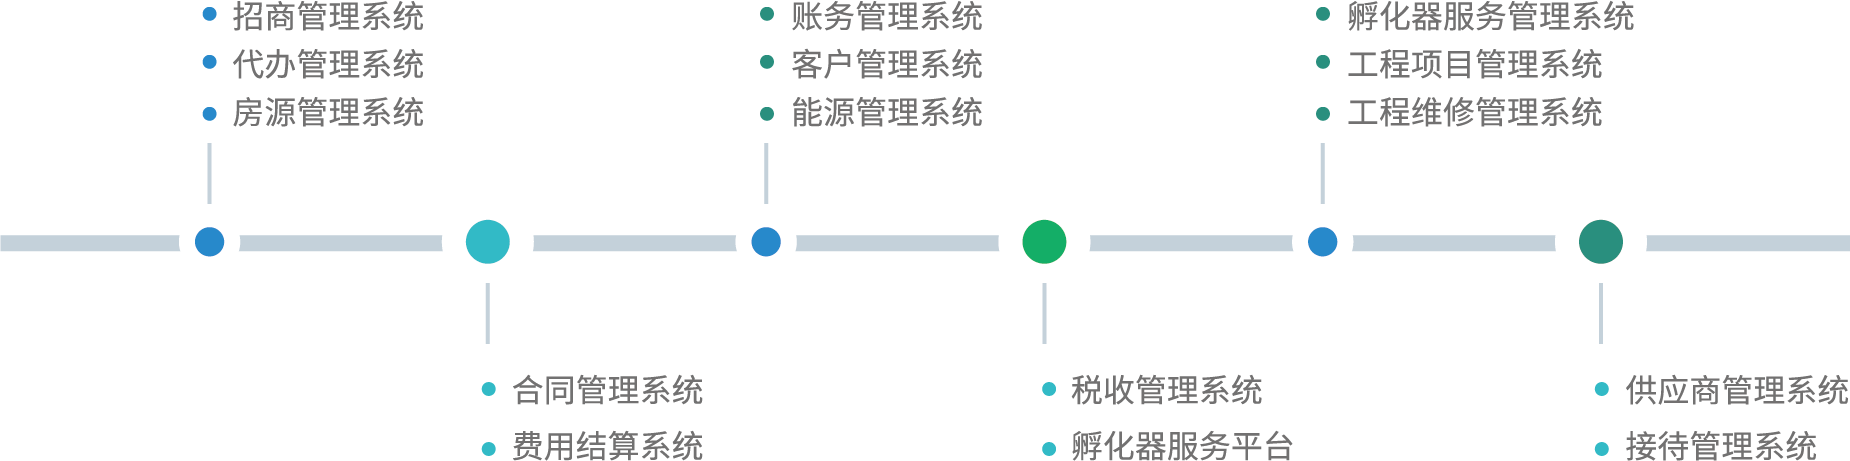 招商管理系统
代办管理系统
房源管理系统
账务管理系统
客户管理系统
能源管理系统
孵化器服务管理系统
工程项目管理系统
工程维修管理系统
合同管理系统
费用结算系统
税收管理系统
孵化器服务平台
供应商管理系统
接待管理系统